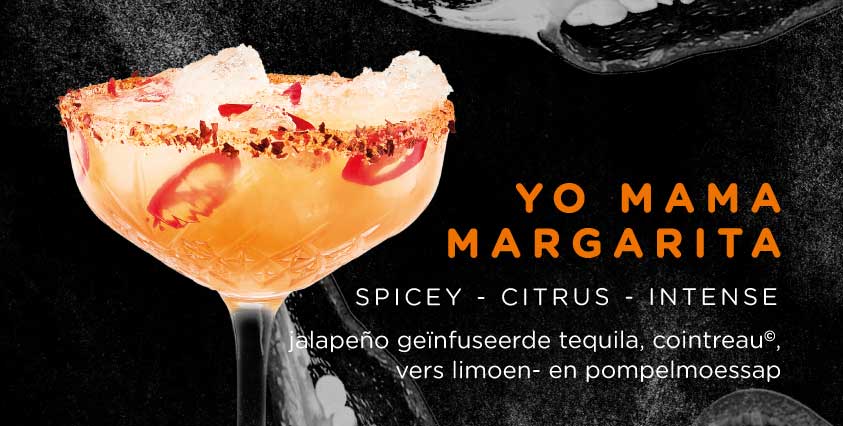 YO MAMA
MARGARITA
SPICEY - CITRUS - INTENSE
jalapeño geïnfuseerde tequila, cointreau©,
vers limoen- en pompelmoessap